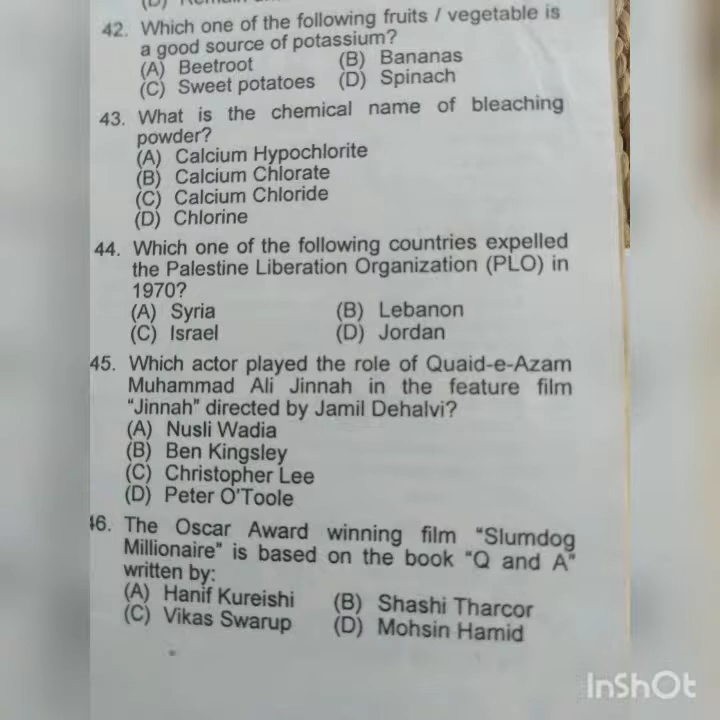 42. Which one of the following fruits / vegetable is
a good source of potassium?
(A) Beetroot (B) Bananas
(C) Sweet potatoes (D) Spinach
43. What is the chemical name of bleaching
powder?
(A) Calcium Hypochlorite
(B) Calcium Chlorate
(C) Calcium Chloride
(D) Chlorine
44. Which one of the following countries expelled
the Palestine Liberation Organization (PLO) in
1970?
(A) Syria (B) Lebanon
(C) Israel (D) Jordan
45. Which actor played the role of Quaid-e-Azam
Muhammad Ali Jinnah in the feature film
“Jinnah” directed by Jamil Dehalvi?
(A) Nusli Wadia
(B) Ben Kingsley
(C) Christopher Lee
(D) Peter O'Toole
46. The Oscar Award winning film “Slumdog
Millionaire” is based on the book “Q and A”
written by:
(A) Hanif Kureishi (B) Shashi Tharcor
(C) Vikas Swarup (D) Mohsin Hamid
InShOt